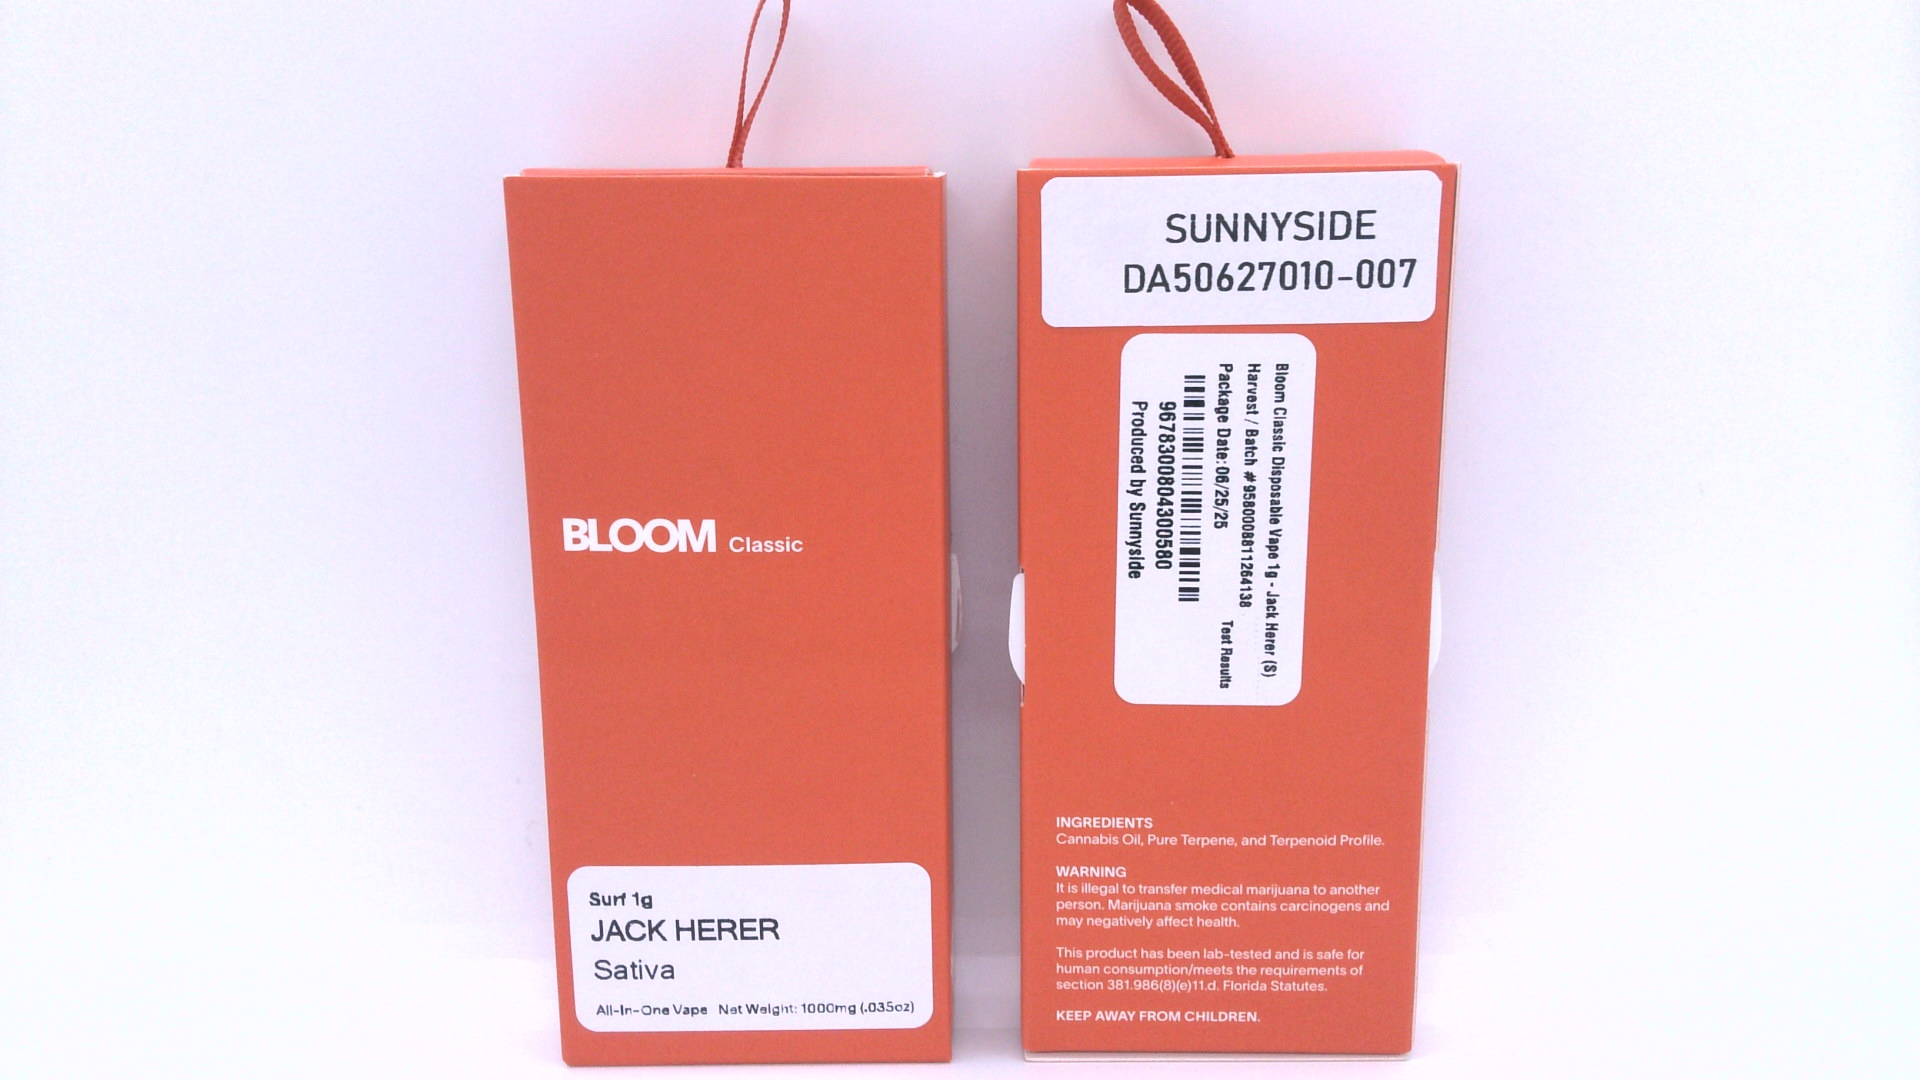 BLOOM Classic
Surf 1g
JACK HERER
Sativa
All-In-One Vape Net Weight: 1000mg (.035oz)
SUNNYSIDE
DA50627010-007
Bloom Classic Disposable Vape 1g - Jack Herer (S)
Harvest / Batch # 9580008811264138
Package Date: 06/25/25 Test Results
9678300804300580
Produced by Sunnyside
INGREDIENTS
Cannabis Oil, Pure Terpene, and Terpenoid Profile.
WARNING
It is illegal to transfer medical marijuana to another
person. Marijuana smoke contains carcinogens and
may negatively affect health.
This product has been lab-tested and is safe for
human consumption/meets the requirements of
section 381.986(8)(e)11.d. Florida Statutes.
KEEP AWAY FROM CHILDREN.